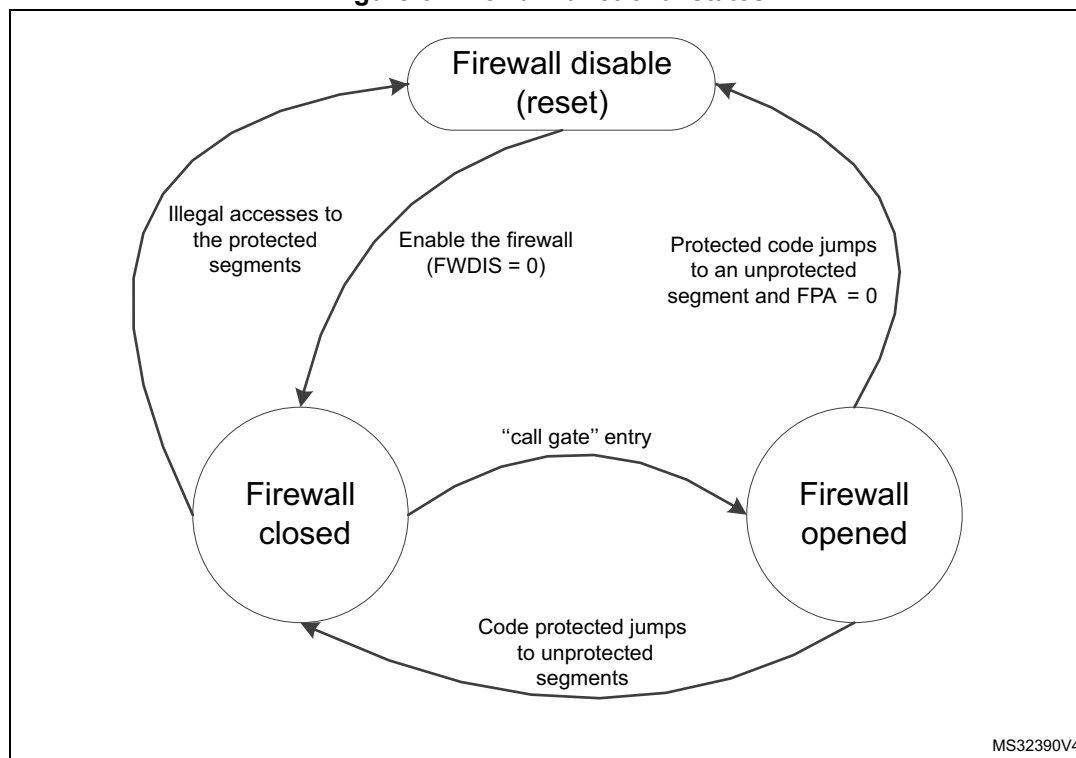 Firewall disable
(reset)
Illegal accesses to
the protected
segments
Enable the firewall
(FWDIS = 0)
Protected code jumps
to an unprotected
segment and FPA = 0
“call gate” entry
Firewall
closed
Firewall
opened
Code protected jumps
to unprotected
segments
MS32390V4